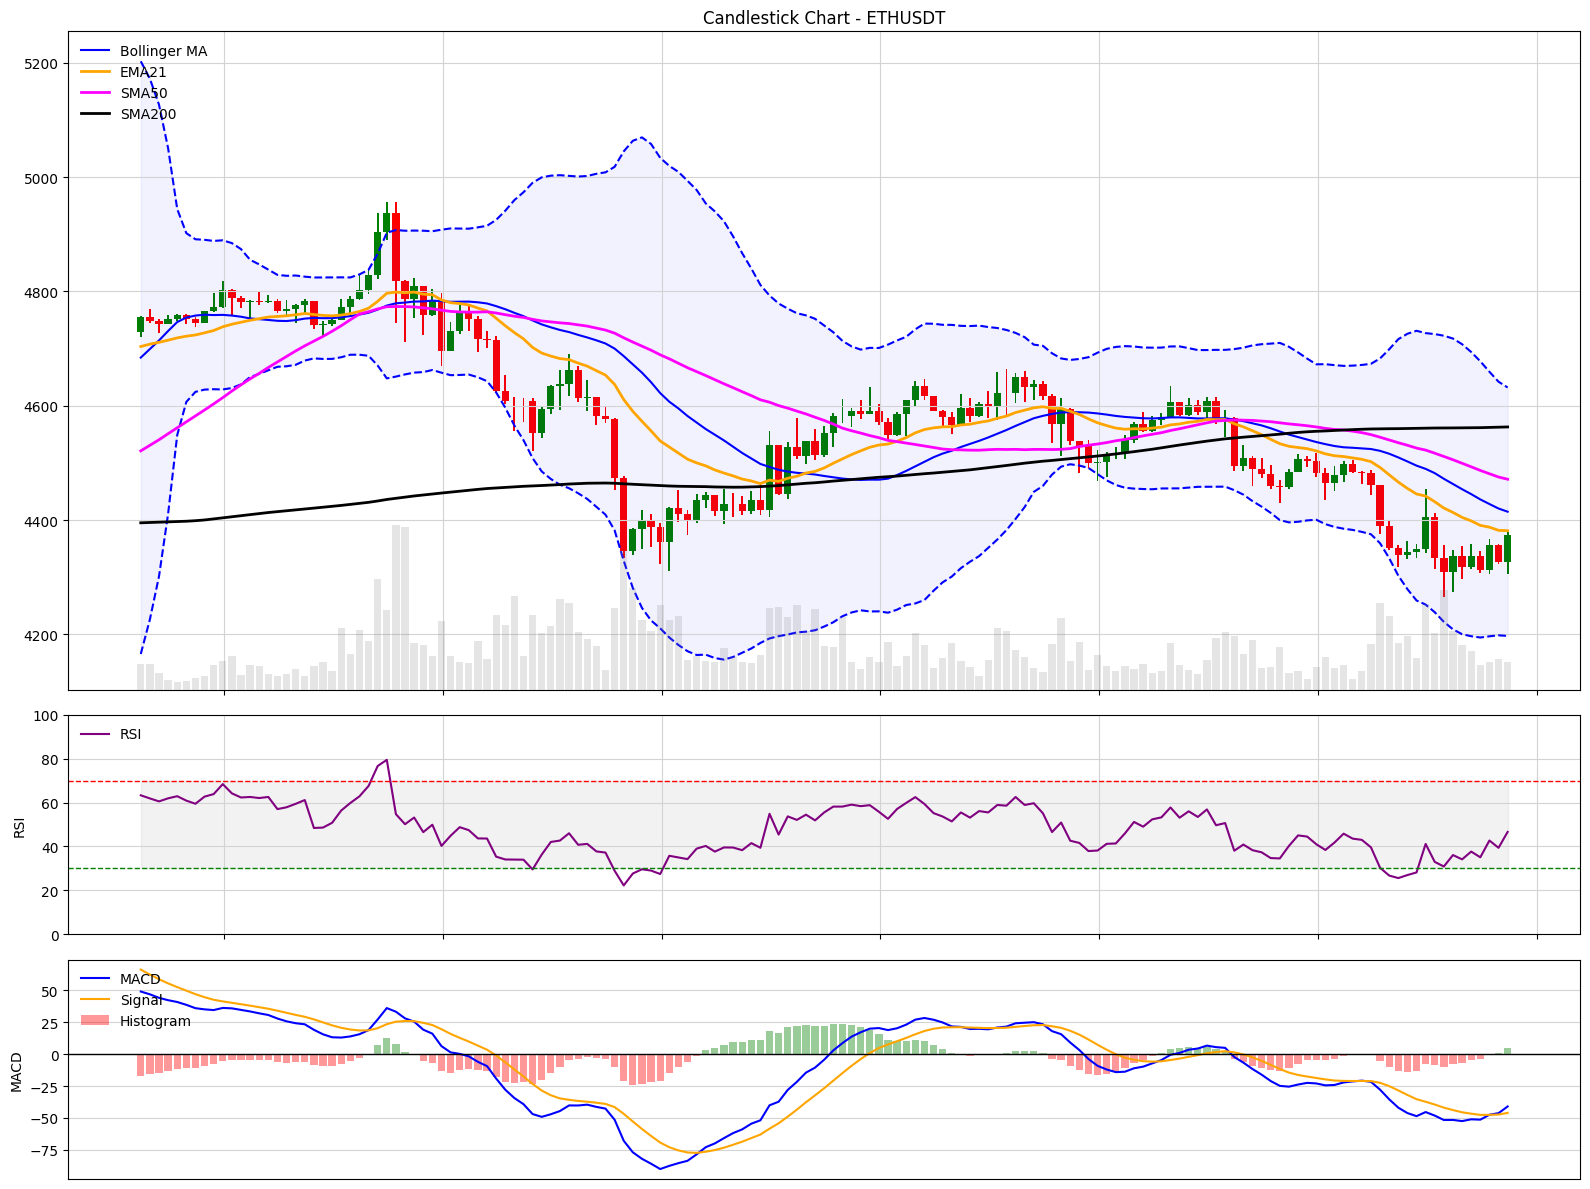 Candlestick Chart - ETHUSDT
Bollinger MA
EMA21
SMA50
SMA200
5200
5000
4800
4600
4400
4200
RSI
100
80
60
40
20
0
RSI
MACD
Signal
Histogram
50
25
0
−25
−50
−75
MACD